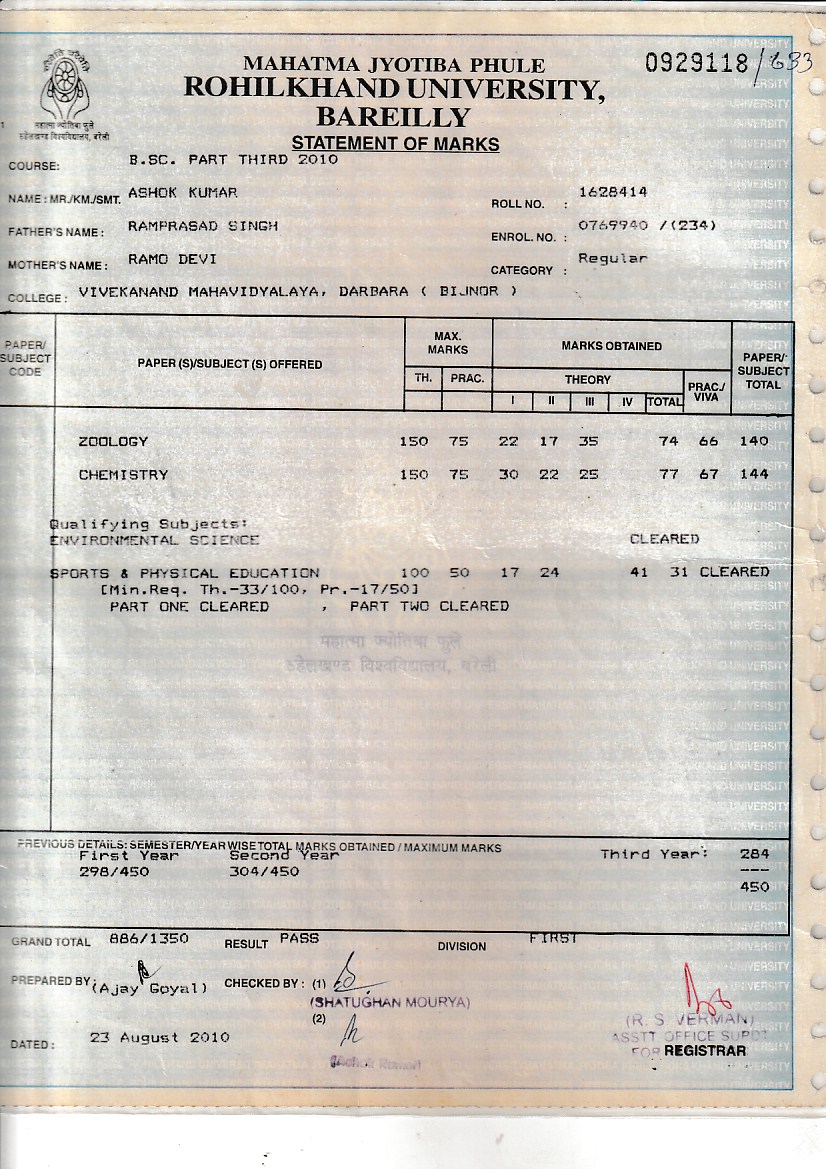 MAHATMA JYOTIBA PHULE
ROHILKHAND UNIVERSITY,
BAREILLY
STATEMENT OF MARKS
0929118/633
महात्मा ज्योतिबा फुले
रुहेलखण्ड विश्वविद्यालय, बरेली
COURSE: B.SC. PART THIRD 2010
NAME : MR./KM./SMT. ASHOK KUMAR
ROLL NO. : 1628414
FATHER'S NAME : RAMPRASAD SINGH
ENROL. NO. : 0769940 /(234)
MOTHER'S NAME : RAMO DEVI
CATEGORY : Regular
COLLEGE : VIVEKANAND MAHAVIDYALAYA, DARBARA ( BIJNOR )
PAPER/ SUBJECT CODE
PAPER (S)/SUBJECT (S) OFFERED
MAX. MARKS
MARKS OBTAINED
PAPER/ SUBJECT TOTAL
TH. PRAC. THEORY PRAC./ VIVA
I II III IV TOTAL
ZOOLOGY 150 75 22 17 35 74 66 140
CHEMISTRY 150 75 30 22 25 77 67 144
Qualifying Subjects:
ENVIRONMENTAL SCIENCE CLEARED
SPORTS & PHYSICAL EDUCATION 100 50 17 24 41 31 CLEARED
[Min.Req. Th.-33/100, Pr.-17/50]
PART ONE CLEARED , PART TWO CLEARED
महात्मा ज्योतिबा फुले
रुहेलखण्ड विश्वविद्यालय, बरेली
PREVIOUS DETAILS: SEMESTER/YEAR WISE TOTAL MARKS OBTAINED / MAXIMUM MARKS
First Year Second Year Third Year: 284
298/450 304/450 ---
450
GRAND TOTAL 886/1350 RESULT PASS DIVISION FIRST
PREPARED BY: (Ajay Goyal) CHECKED BY : (1)
(SHATUGHAN MOURYA)
(2)
(R. S. VERMAN)
ASSTT OFFICE SUPDT
FOR REGISTRAR
DATED : 23 August 2010
(Ashok Kumar)